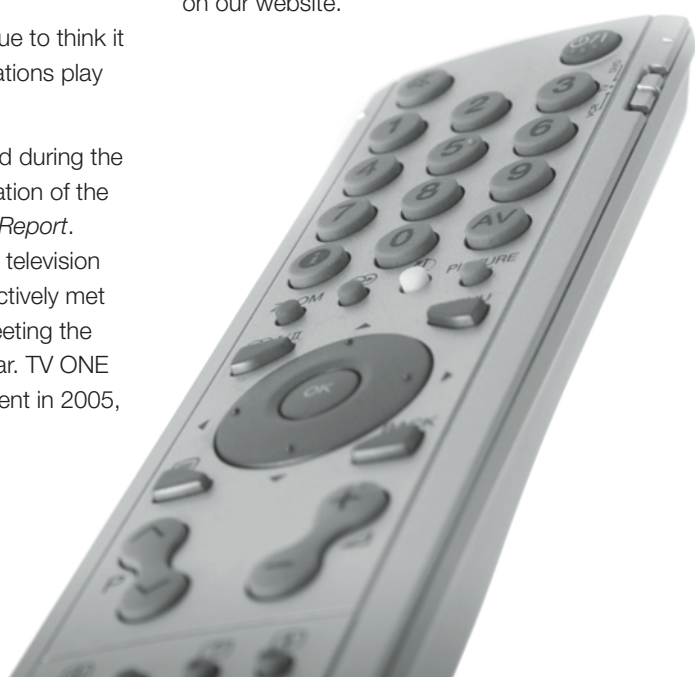 on our website.
ue to think it
ations play
d during the
ation of the
Report.
television
ctively met
eeting the
ar. TV ONE
ent in 2005,
1
2
3
4
5
6
7
8
9
0
AV
PICTURE
OK
P